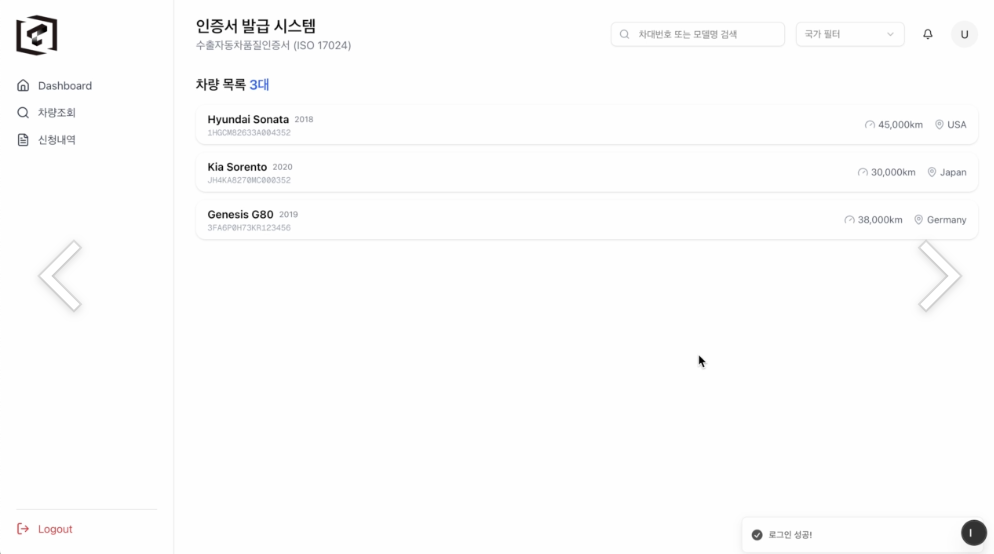 인증서 발급 시스템
수출자동차품질인증서 (ISO 17024)
차대번호 또는 모델명 검색
국가 필터
U
Dashboard
차량조회
신청내역
차량 목록 3대
Hyundai Sonata 2018
1HGCM82633A004352
45,000km USA
Kia Sorento 2020
JH4KA8270MC000352
30,000km Japan
Genesis G80 2019
3FA6P0H73KR123456
38,000km Germany
Logout
로그인 성공!
I